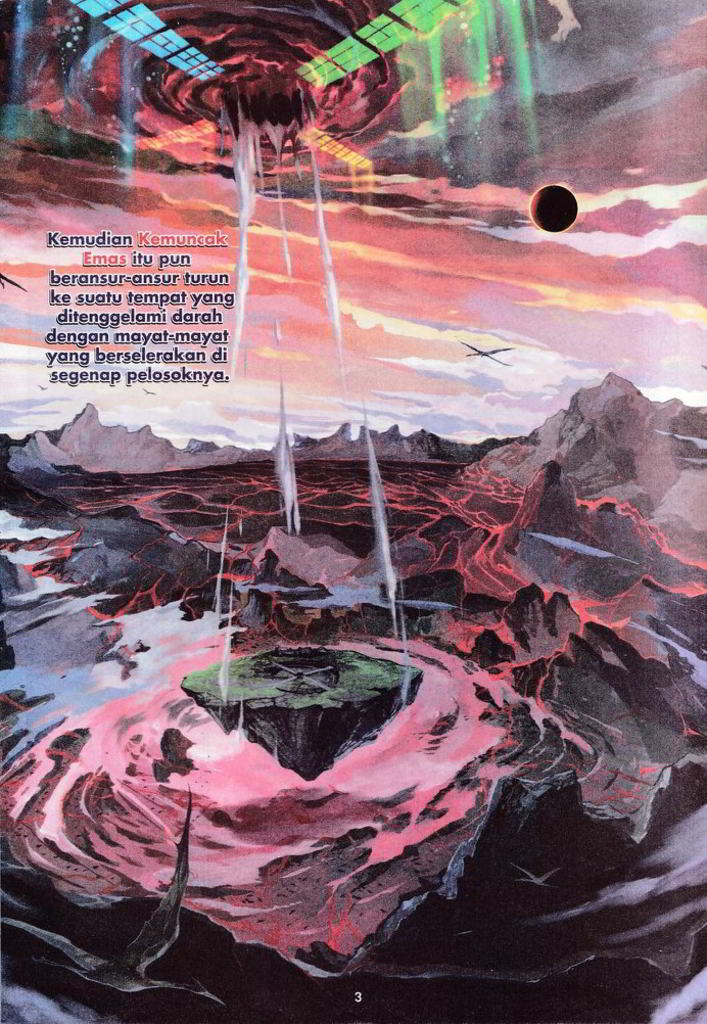 Kemudian Kemuncak
Emas itu pun
beransur-ansur turun
ke suatu tempat yang
ditenggelami darah
dengan mayat-mayat
yang berselerakan di
segenap pelosoknya.
3